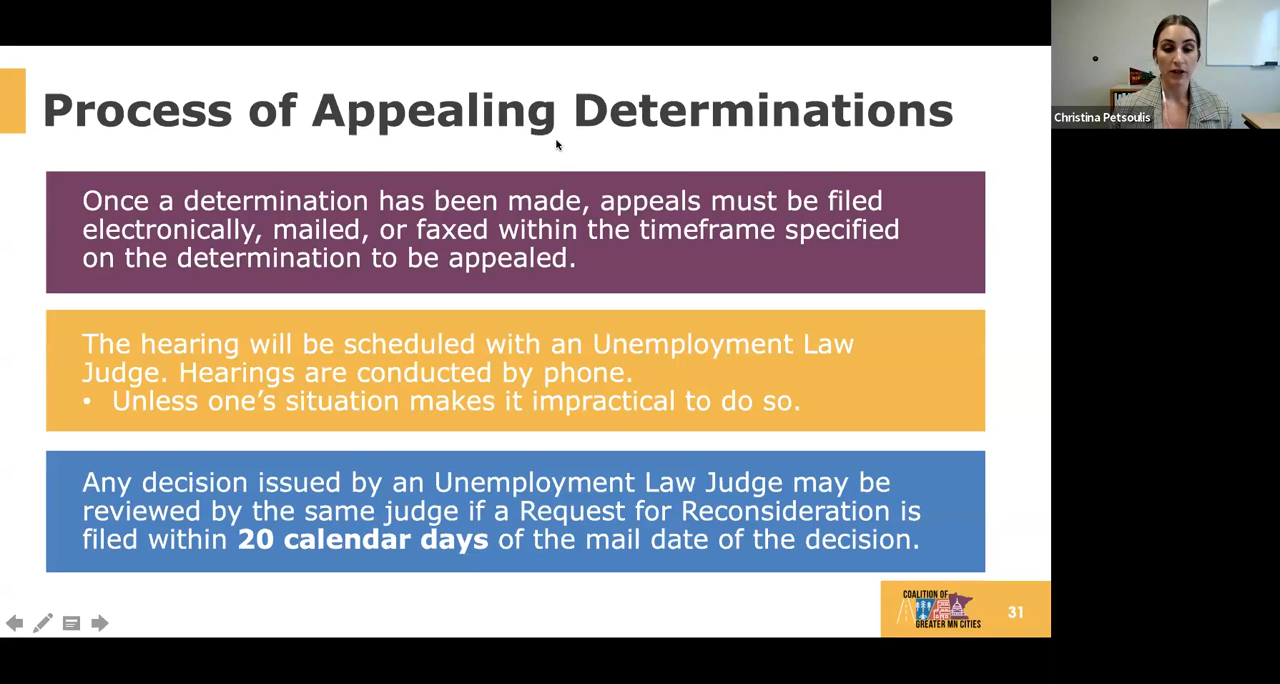 Process of Appealing Determinations
Once a determination has been made, appeals must be filed
electronically, mailed, or faxed within the timeframe specified
on the determination to be appealed.
The hearing will be scheduled with an Unemployment Law
Judge. Hearings are conducted by phone.
• Unless one's situation makes it impractical to do so.
Any decision issued by an Unemployment Law Judge may be
reviewed by the same judge if a Request for Reconsideration is
filed within 20 calendar days of the mail date of the decision.
COALITION OF
GREATER MN CITIES
31
Christina Petsoulis